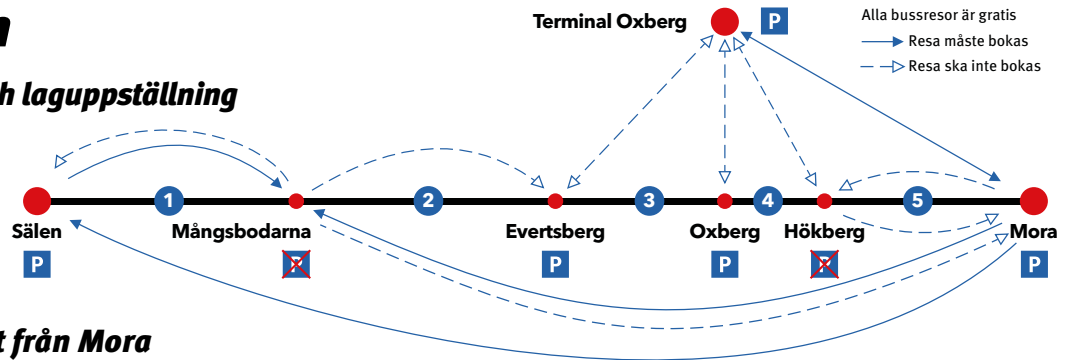 n
Terminal Oxberg P
Alla bussresor är gratis
Resa måste bokas
Resa ska inte bokas
h laguppställning
1 2 3 4 5
Sälen Mångsbodarna Evertsberg Oxberg Hökberg Mora
P P P P P P
t från Mora